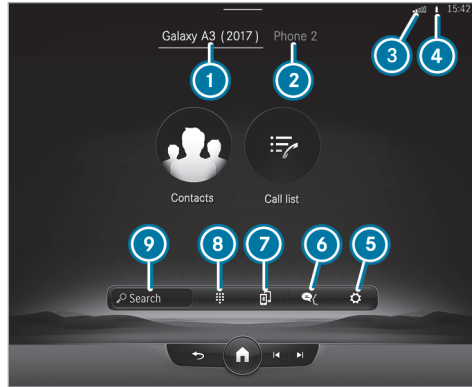 15:42
Galaxy A3 (2017) Phone 2
3 4
1 2
Contacts Call list
9 8 7 6 5
Search